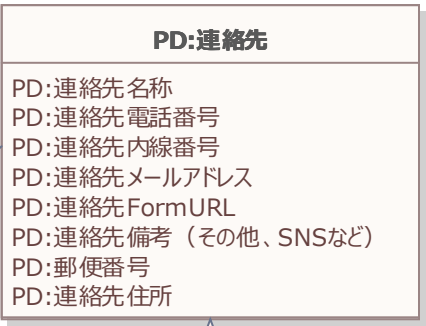 PD:連絡先
PD:連絡先名称
PD:連絡先電話番号
PD:連絡先内線番号
PD:連絡先メールアドレス
PD:連絡先FormURL
PD:連絡先備考（その他、SNSなど）
PD:郵便番号
PD:連絡先住所